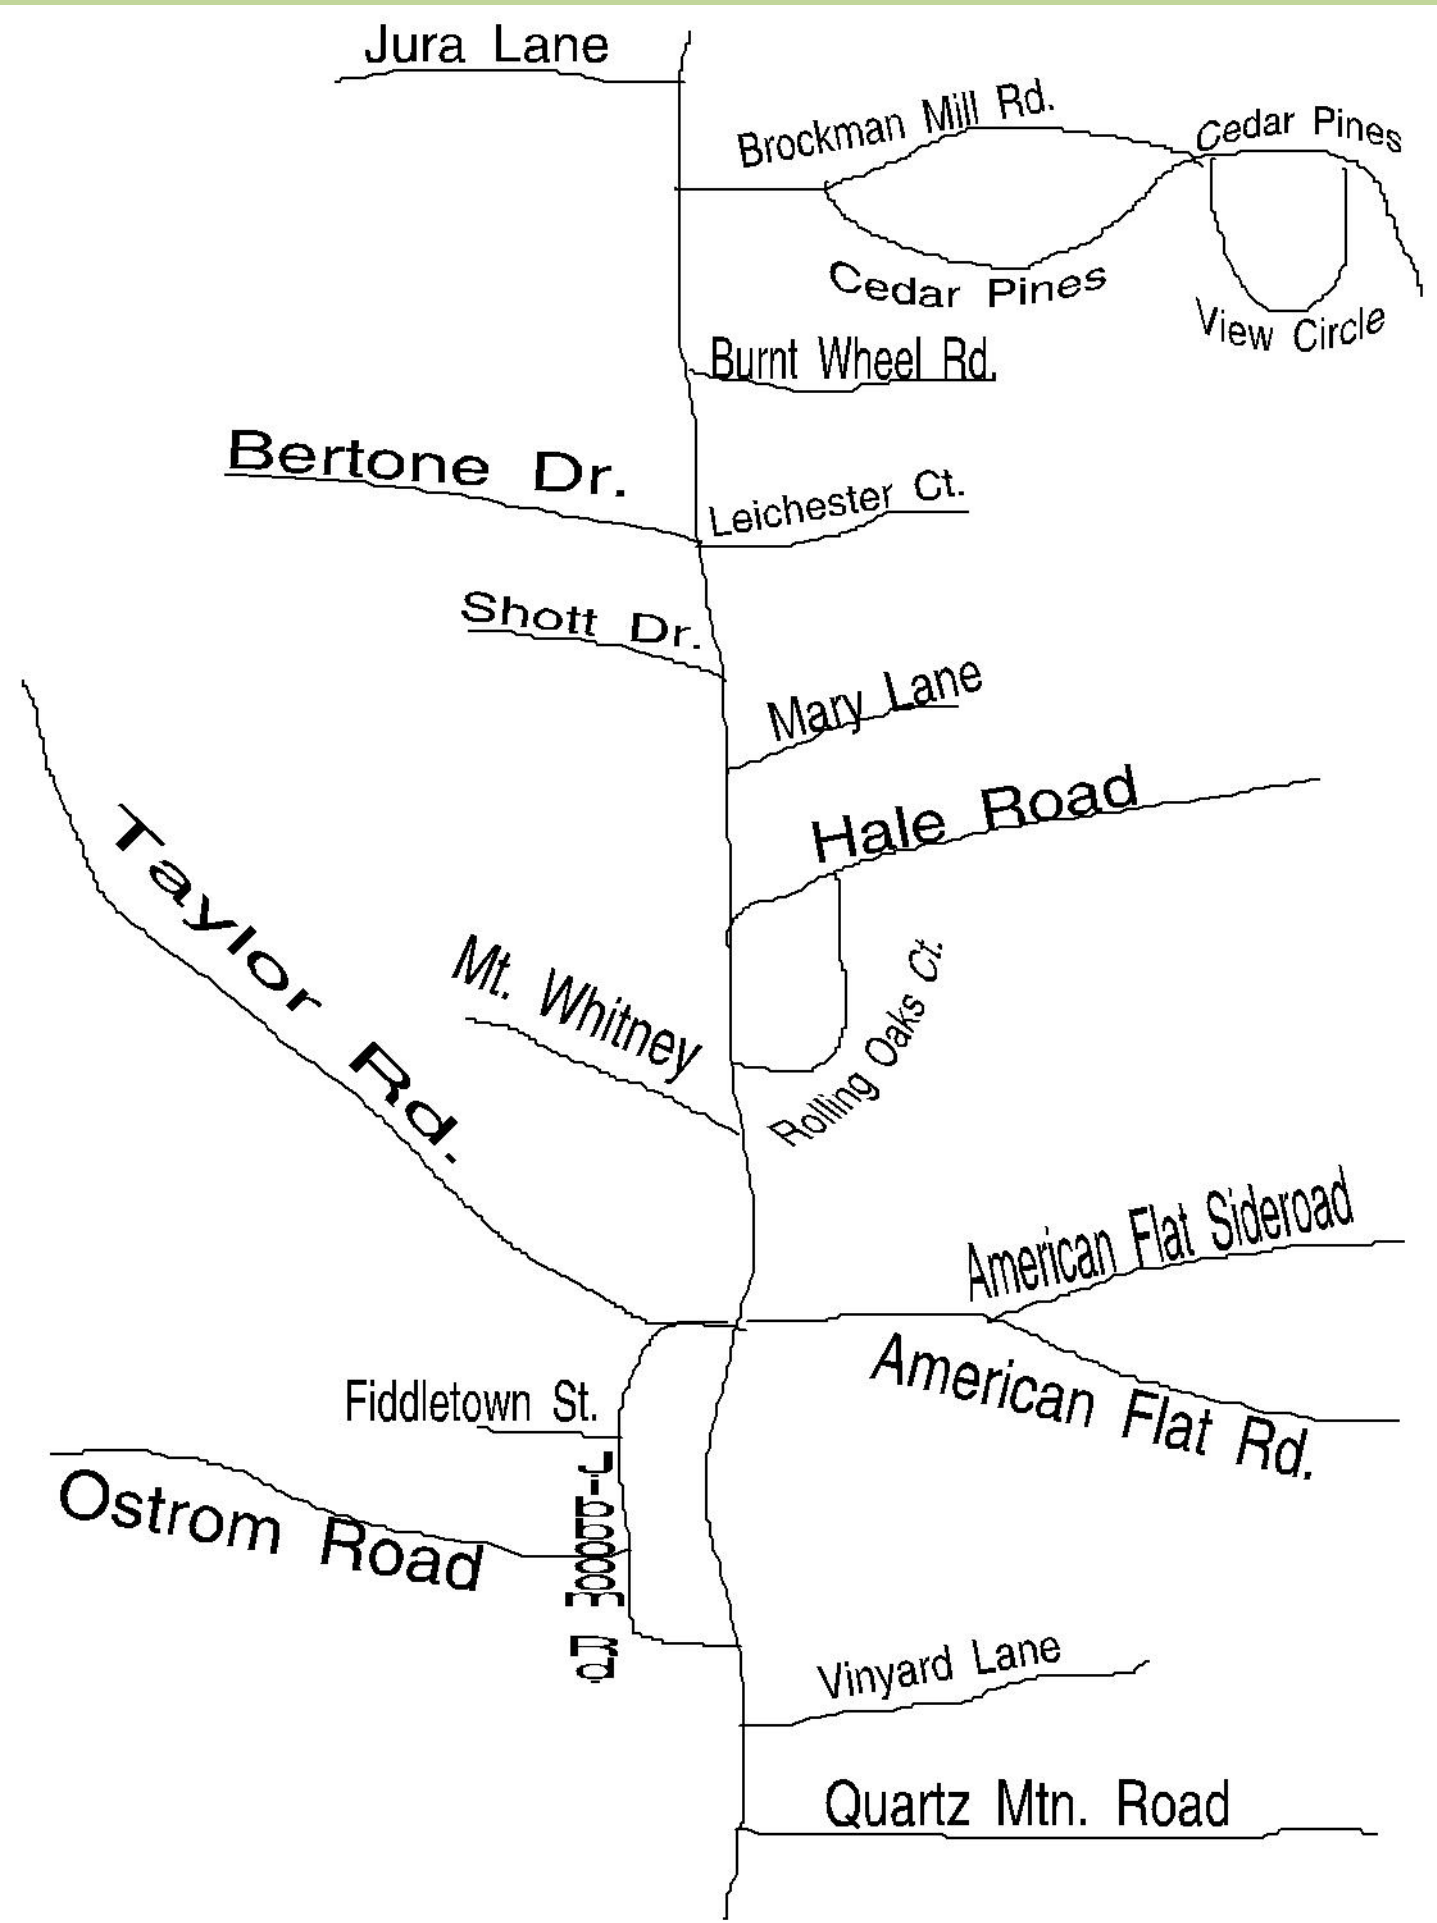 Jura Lane
Brockman Mill Rd.
Cedar Pines
Cedar Pines
View Circle
Burnt Wheel Rd.
Bertone Dr.
Leichester Ct.
Shott Dr.
Mary Lane
Hale Road
Taylor Rd.
Mt. Whitney
Rolling Oaks Ct.
American Flat Sideroad
American Flat Rd.
Fiddletown St.
Jibboom Rd
Ostrom Road
Vinyard Lane
Quartz Mtn. Road